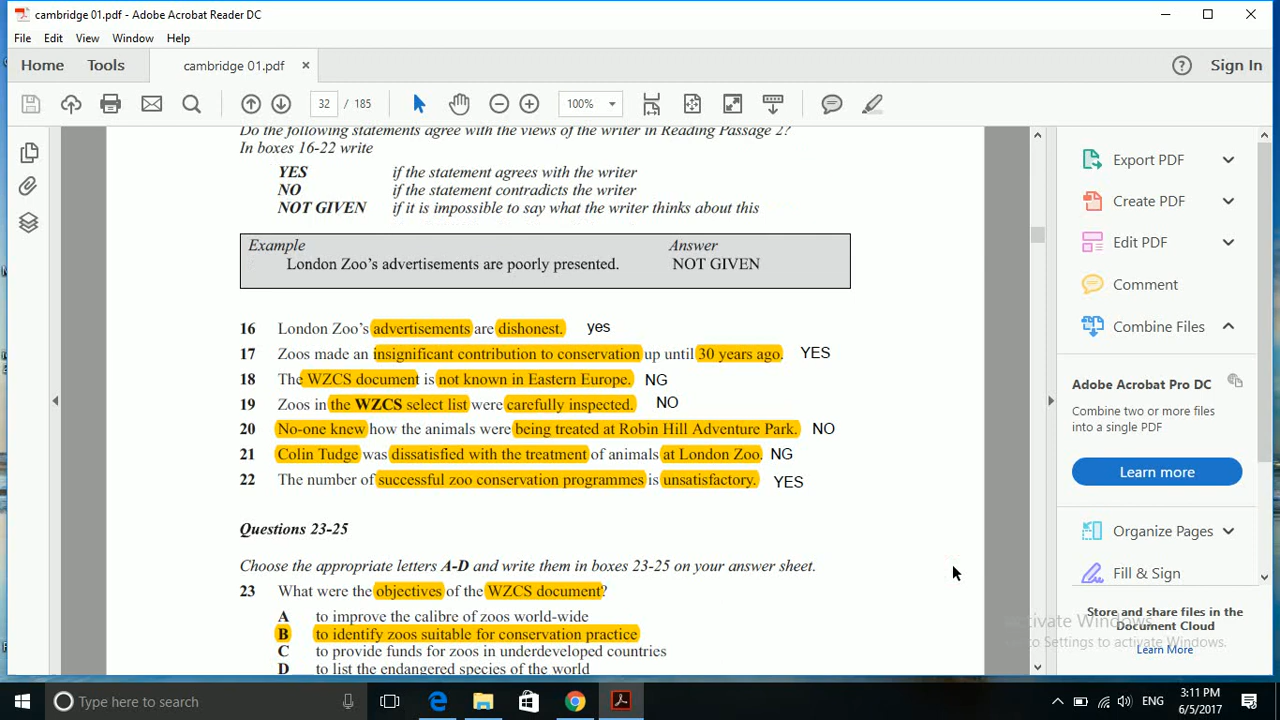 cambridge 01.pdf - Adobe Acrobat Reader DC
File Edit View Window Help
Home Tools cambridge 01.pdf × Sign In
32 / 185 100%
Do the following statements agree with the views of the writer in Reading Passage 2?
In boxes 16-22 write
YES if the statement agrees with the writer
NO if the statement contradicts the writer
NOT GIVEN if it is impossible to say what the writer thinks about this
Example Answer
London Zoo's advertisements are poorly presented. NOT GIVEN
16 London Zoo's advertisements are dishonest. yes
17 Zoos made an insignificant contribution to conservation up until 30 years ago. YES
18 The WZCS document is not known in Eastern Europe. NG
19 Zoos in the WZCS select list were carefully inspected. NO
20 No-one knew how the animals were being treated at Robin Hill Adventure Park. NO
21 Colin Tudge was dissatisfied with the treatment of animals at London Zoo. NG
22 The number of successful zoo conservation programmes is unsatisfactory. YES
Questions 23-25
Choose the appropriate letters A-D and write them in boxes 23-25 on your answer sheet.
23 What were the objectives of the WZCS document?
A to improve the calibre of zoos world-wide
B to identify zoos suitable for conservation practice
C to provide funds for zoos in underdeveloped countries
D to list the endangered species of the world
Export PDF
Create PDF
Edit PDF
Comment
Combine Files
Adobe Acrobat Pro DC
Combine two or more files
into a single PDF
Learn more
Organize Pages
Fill & Sign
Store and share files in the
Document Cloud
Learn More
Activate Windows
Go to Settings to activate Windows.
Type here to search
ENG
3:11 PM
6/5/2017